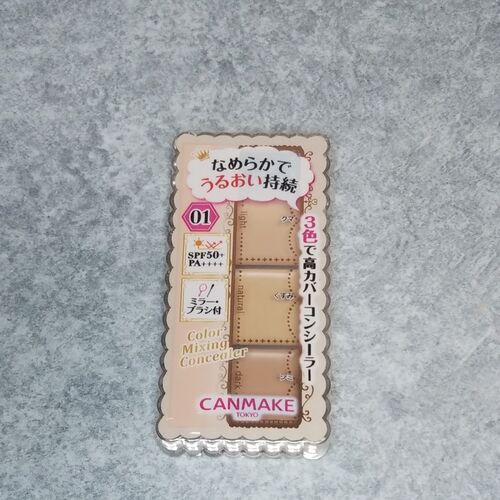 なめらかで
うるおい持続
01
SPF50+
PA++++
ミラー・
ブラシ付
3色で高カバーコンシーラー
light
クマ
natural
くすみ
dark
シミ
Color
Mixing
Concealer
CANMAKE
TOKYO